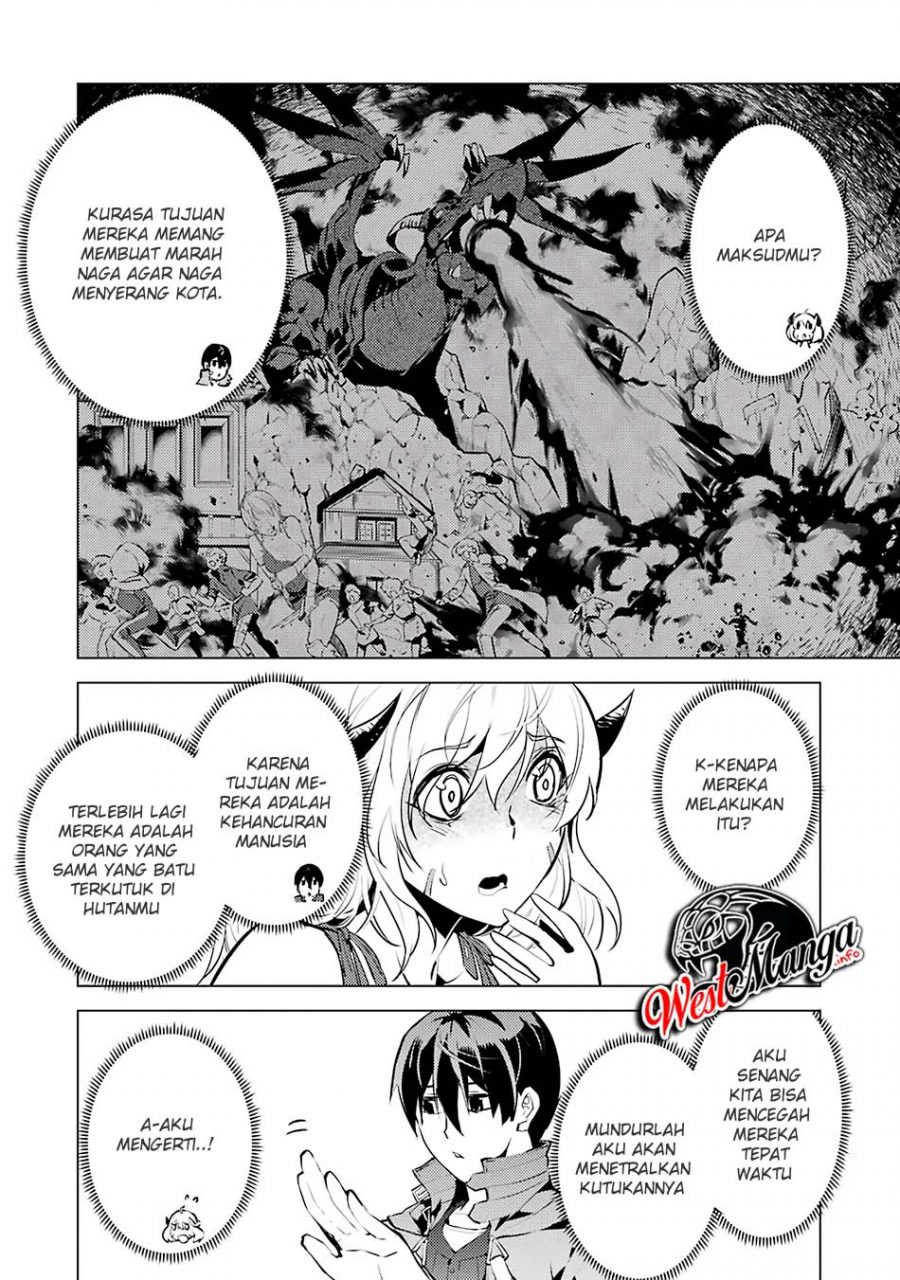 APA
MAKSUDMU?
KURASA TUJUAN
MEREKA MEMANG
MEMBUAT MARAH
NAGA AGAR NAGA
MENYERANG KOTA.
K-KENAPA
MEREKA
MELAKUKAN
ITU?
KARENA
TUJUAN ME-
REKA ADALAH
KEHANCURAN
MANUSIA
TERLEBIH LAGI
MEREKA ADALAH
ORANG YANG
SAMA YANG BATU
TERKUTUK DI
HUTANMU
WestManga
.info
AKU
SENANG
KITA BISA
MENCEGAH
MEREKA
TEPAT
WAKTU
MUNDURLAH
AKU AKAN
MENETRALKAN
KUTUKANNYA
A-AKU
MENGERTI..!